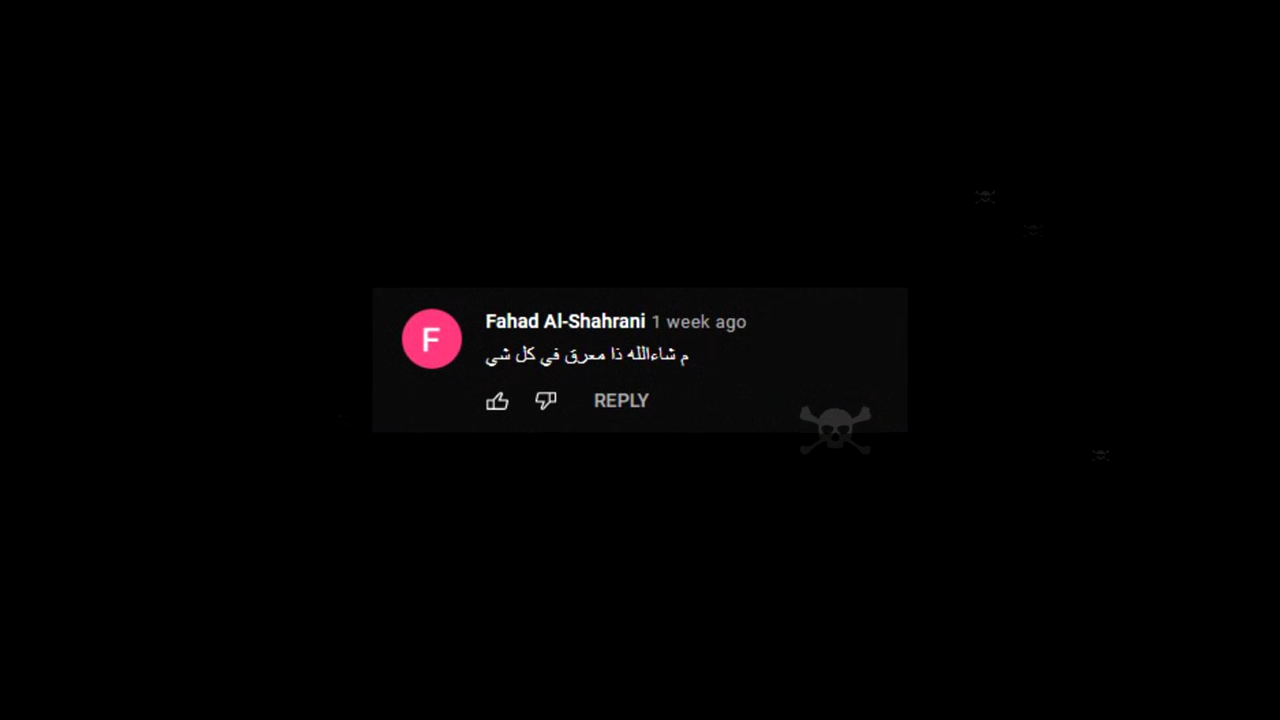 F
Fahad Al-Shahrani 1 week ago
م شاءالله ذا معرق في كل شي
REPLY